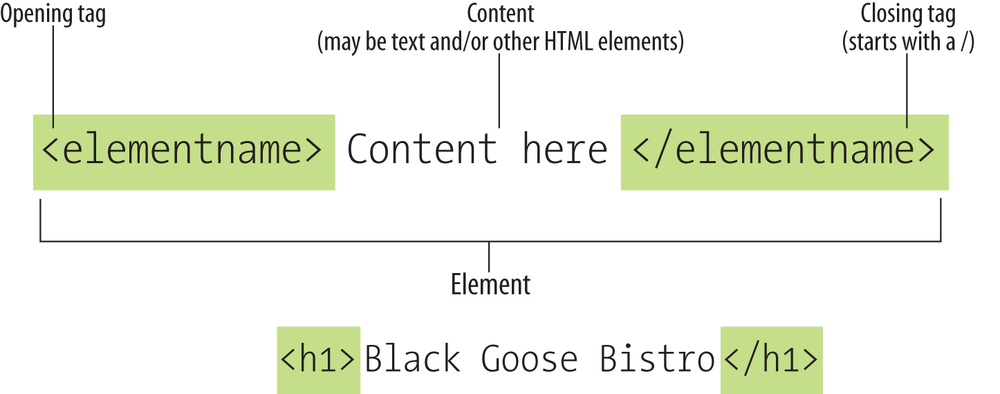 Opening tag
Content
(may be text and/or other HTML elements)
Closing tag
(starts with a /)
<elementname> Content here </elementname>
Element
<h1>Black Goose Bistro</h1>